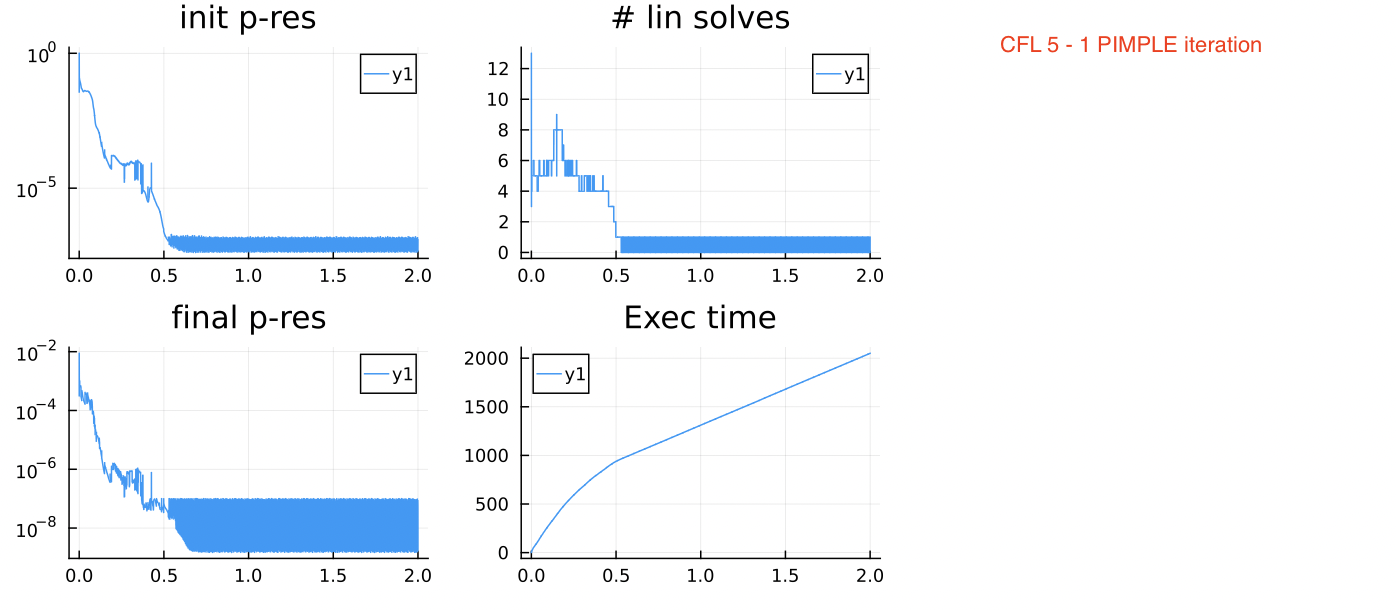 init p-res
# lin solves
CFL 5 - 1 PIMPLE iteration
10^0
10^-5
y1
0.0 0.5 1.0 1.5 2.0
12
10
8
6
4
2
0
y1
0.0 0.5 1.0 1.5 2.0
final p-res
Exec time
10^-2
10^-4
10^-6
10^-8
y1
0.0 0.5 1.0 1.5 2.0
2000
1500
1000
500
0
y1
0.0 0.5 1.0 1.5 2.0